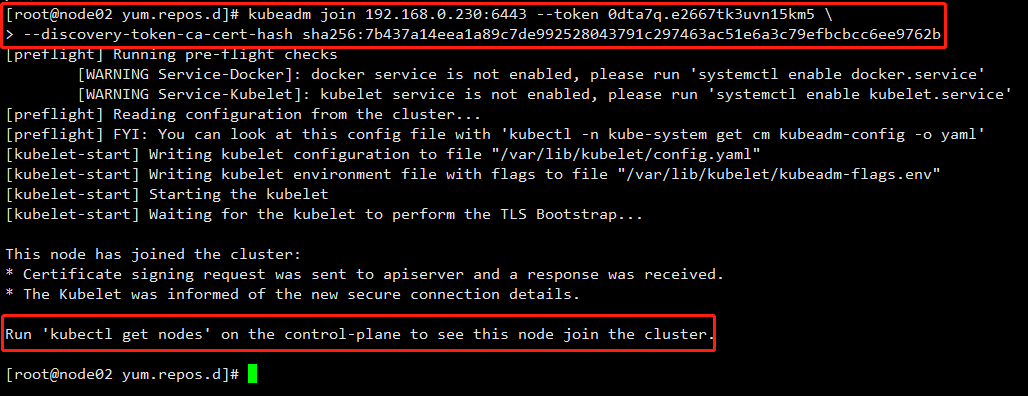 [root@node02 yum.repos.d]# kubeadm join 192.168.0.230:6443 --token 0dta7q.e2667tk3uvn15km5 \
> --discovery-token-ca-cert-hash sha256:7b437a14eea1a89c7de992528043791c297463ac51e6a3c79efbcbcc6ee9762b
[preflight] Running pre-flight checks
        [WARNING Service-Docker]: docker service is not enabled, please run 'systemctl enable docker.service'
        [WARNING Service-Kubelet]: kubelet service is not enabled, please run 'systemctl enable kubelet.service'
[preflight] Reading configuration from the cluster...
[preflight] FYI: You can look at this config file with 'kubectl -n kube-system get cm kubeadm-config -o yaml'
[kubelet-start] Writing kubelet configuration to file "/var/lib/kubelet/config.yaml"
[kubelet-start] Writing kubelet environment file with flags to file "/var/lib/kubelet/kubeadm-flags.env"
[kubelet-start] Starting the kubelet
[kubelet-start] Waiting for the kubelet to perform the TLS Bootstrap...
This node has joined the cluster:
* Certificate signing request was sent to apiserver and a response was received.
* The Kubelet was informed of the new secure connection details.
Run 'kubectl get nodes' on the control-plane to see this node join the cluster.
[root@node02 yum.repos.d]#